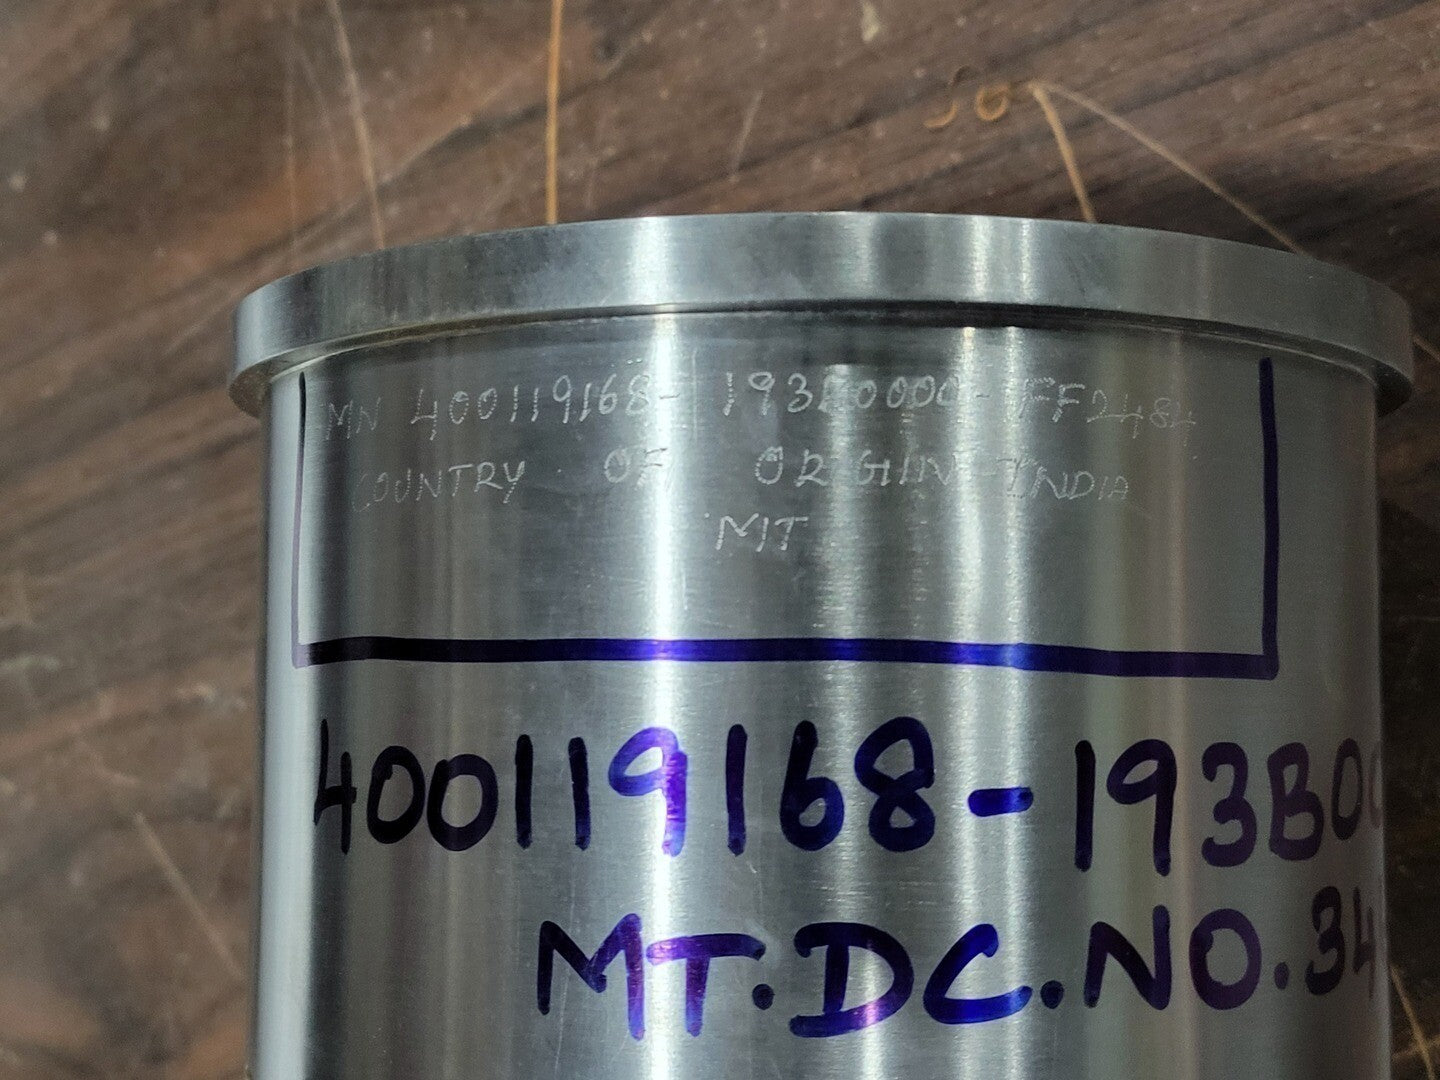 MN 400119168-193B0000-FF2484
COUNTRY OF ORIGIN INDIA
MT
400119168-193B0
MT.DC.NO.34